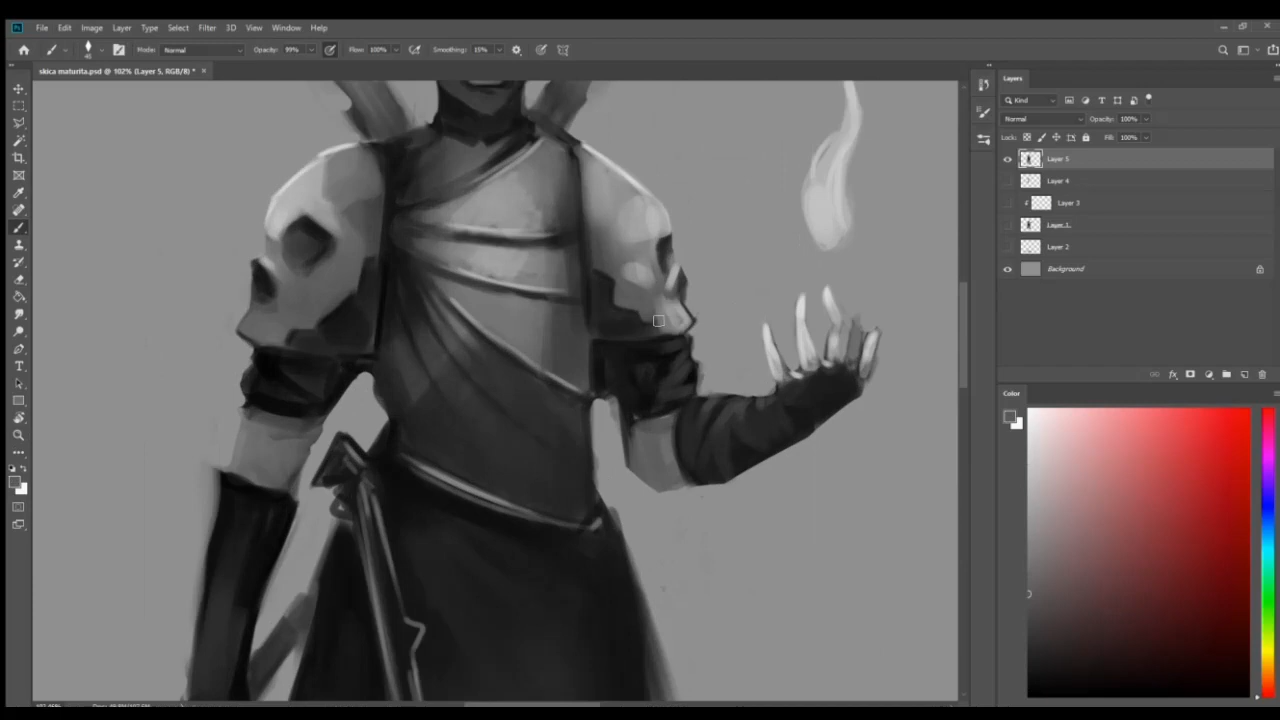 Ps File Edit Image Layer Type Select Filter 3D View Window Help
45 Mode: Normal Opacity: 99% Flow: 100% Smoothing: 15%
skica maturita.psd @ 102% (Layer 5, RGB/8) * ×
Layers
Kind
Normal Opacity: 100%
Lock: Fill: 100%
Layer 5
Layer 4
Layer 3
Layer 1
Layer 2
Background
Color